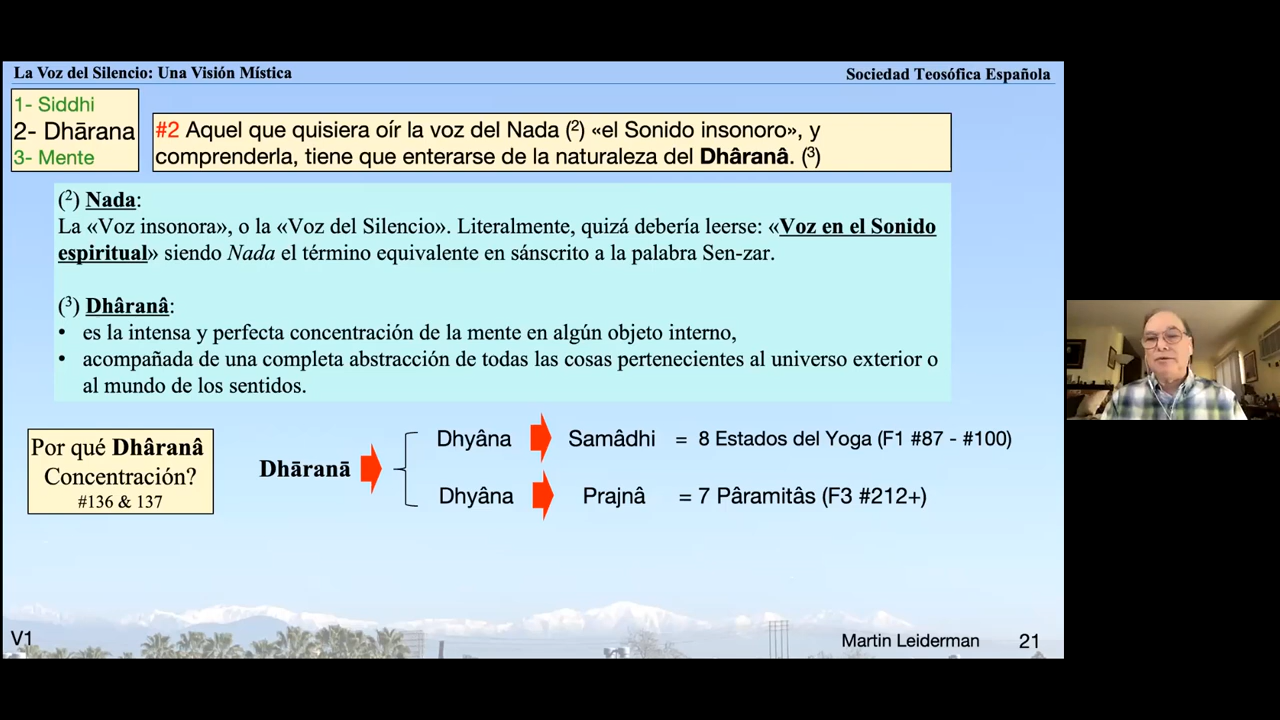 La Voz del Silencio: Una Visión Mística
Sociedad Teosófica Española
1- Siddhi
2- Dhārana
3- Mente
#2 Aquel que quisiera oír la voz del Nada (²) «el Sonido insonoro», y
comprenderla, tiene que enterarse de la naturaleza del Dhâranâ. (³)
(²) Nada:
La «Voz insonora», o la «Voz del Silencio». Literalmente, quizá debería leerse: «Voz en el Sonido
espiritual» siendo Nada el término equivalente en sánscrito a la palabra Sen-zar.
(³) Dhâranâ:
• es la intensa y perfecta concentración de la mente en algún objeto interno,
• acompañada de una completa abstracción de todas las cosas pertenecientes al universo exterior o
al mundo de los sentidos.
Por qué Dhâranâ
Concentración?
#136 & 137
Dhāranā
Dhyâna Samâdhi = 8 Estados del Yoga (F1 #87 - #100)
Dhyâna Prajnâ = 7 Pâramitâs (F3 #212+)
V1
Martin Leiderman 21